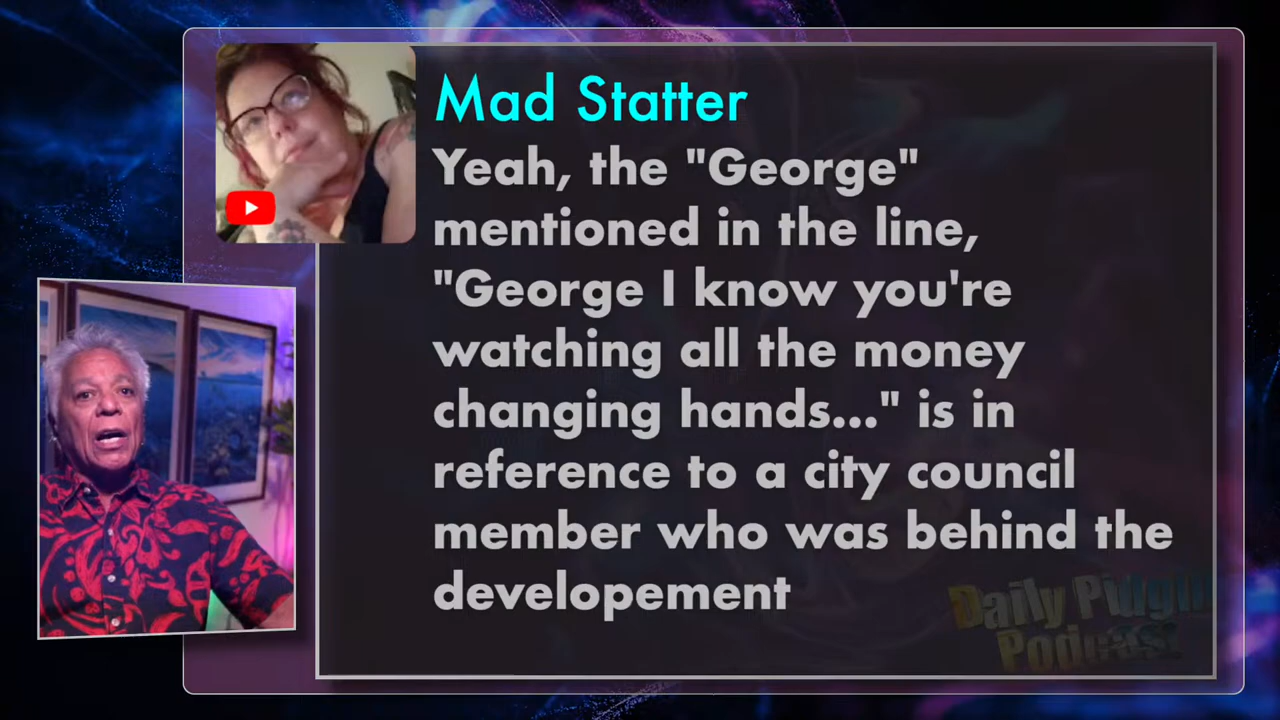 Mad Statter
Yeah, the "George"
mentioned in the line,
"George I know you're
watching all the money
changing hands..." is in
reference to a city council
member who was behind the
developement
Daily Pidgin
Podcast